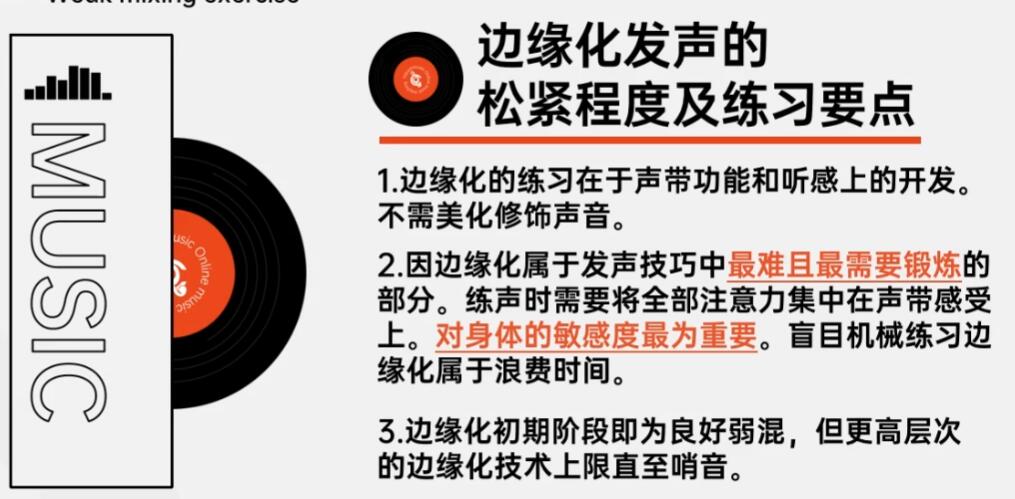 Weak mixing exercise
边缘化发声的
松紧程度及练习要点
MUSIC
usic Online music
1.边缘化的练习在于声带功能和听感上的开发。
不需美化修饰声音。
2.因边缘化属于发声技巧中最难且最需要锻炼的
部分。练声时需要将全部注意力集中在声带感受
上。对身体的敏感度最为重要。盲目机械练习边
缘化属于浪费时间。
3.边缘化初期阶段即为良好弱混，但更高层次
的边缘化技术上限直至哨音。